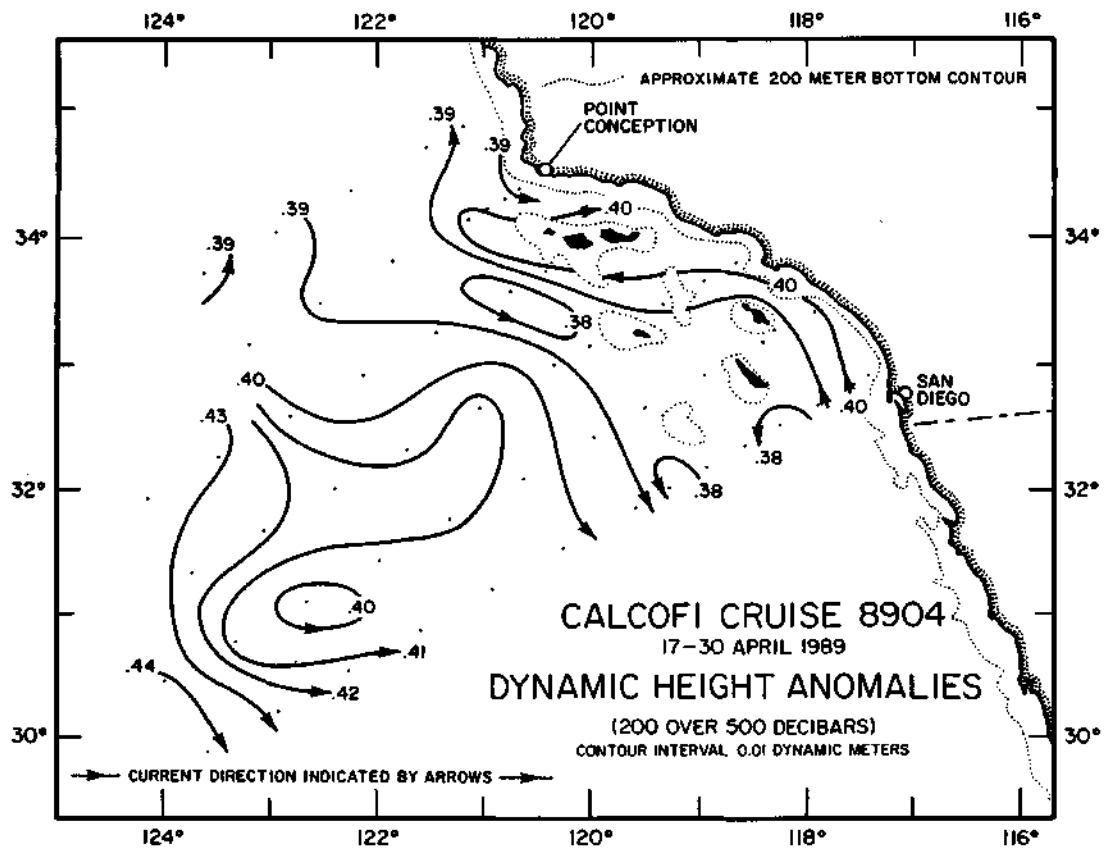 124° 122° 120° 118° 116°
APPROXIMATE 200 METER BOTTOM CONTOUR
POINT
CONCEPTION
.39
.39
.40
.39
34°
34°
.39
.40
.38
.40
SAN
DIEGO
.40
.43
.38
32°
.38
32°
.40
.41
.44
.42
CALCOFI CRUISE 8904
17–30 APRIL 1989
DYNAMIC HEIGHT ANOMALIES
(200 OVER 500 DECIBARS)
CONTOUR INTERVAL 0.01 DYNAMIC METERS
30°
30°
CURRENT DIRECTION INDICATED BY ARROWS
124° 122° 120° 118° 116°